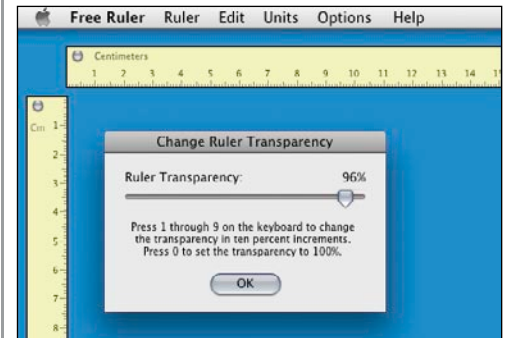 Free Ruler Ruler Edit Units Options Help
Centimeters
1 2 3 4 5 6 7 8 9 10 11 12 13 14
Cm 1
2
3
4
5
6
7
8
Change Ruler Transparency
Ruler Transparency: 96%
Press 1 through 9 on the keyboard to change
the transparency in ten percent increments.
Press 0 to set the transparency to 100%.
OK